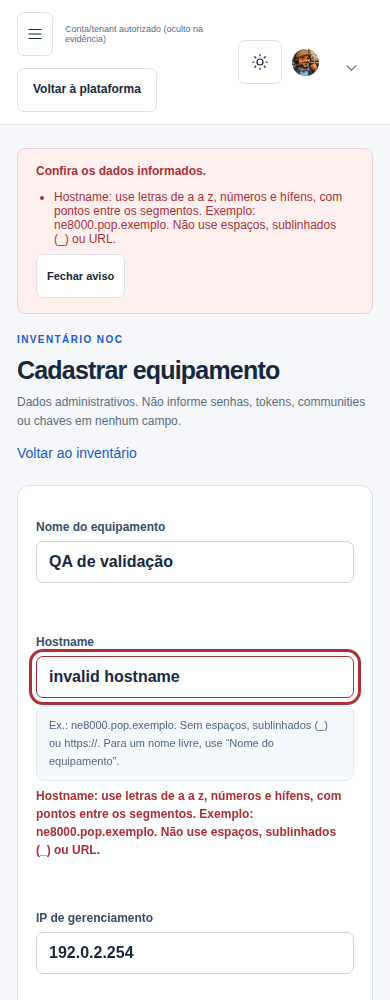 Conta/tenant autorizado (oculto na
evidência)
Voltar à plataforma
Confira os dados informados.
Hostname: use letras de a a z, números e hífens, com
pontos entre os segmentos. Exemplo:
ne8000.pop.exemplo. Não use espaços, sublinhados
(_) ou URL.
Fechar aviso
INVENTÁRIO NOC
Cadastrar equipamento
Dados administrativos. Não informe senhas, tokens, communities
ou chaves em nenhum campo.
Voltar ao inventário
Nome do equipamento
QA de validação
Hostname
invalid hostname
Ex.: ne8000.pop.exemplo. Sem espaços, sublinhados (_)
ou https://. Para um nome livre, use “Nome do
equipamento”.
Hostname: use letras de a a z, números e hífens, com
pontos entre os segmentos. Exemplo:
ne8000.pop.exemplo. Não use espaços, sublinhados
(_) ou URL.
IP de gerenciamento
192.0.2.254